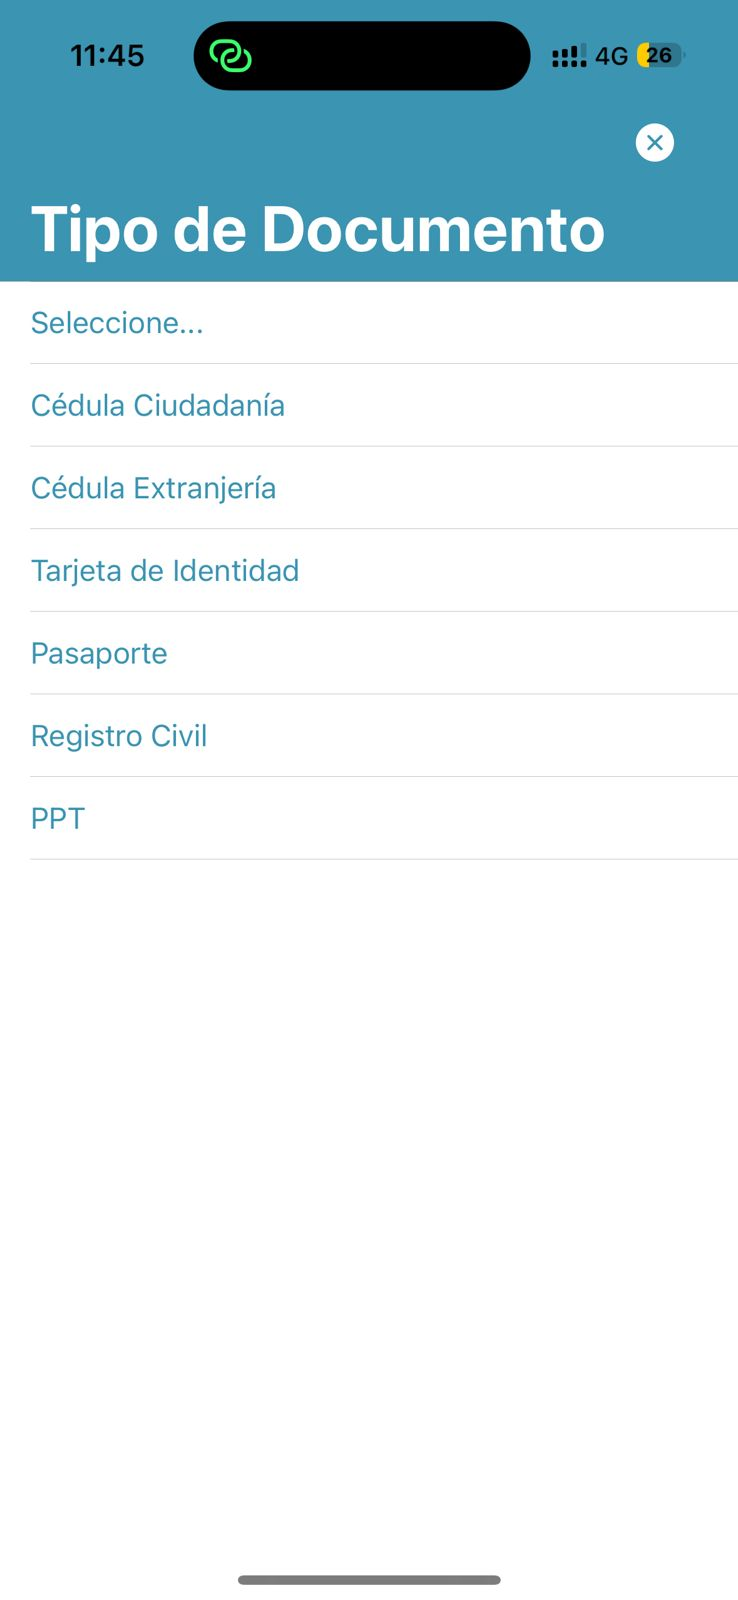 11:45
4G
26
Tipo de Documento
Seleccione...
Cédula Ciudadanía
Cédula Extranjería
Tarjeta de Identidad
Pasaporte
Registro Civil
PPT